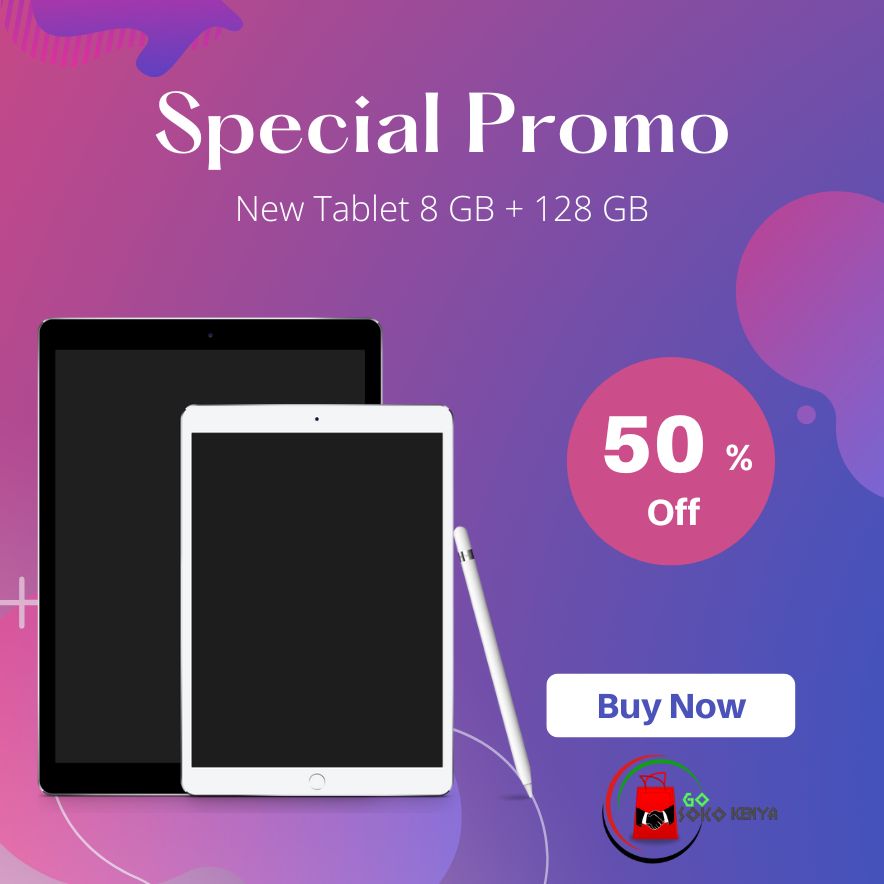 Special Promo
New Tablet 8 GB + 128 GB
50 %
Off
Buy Now
GO
SOKO KENYA